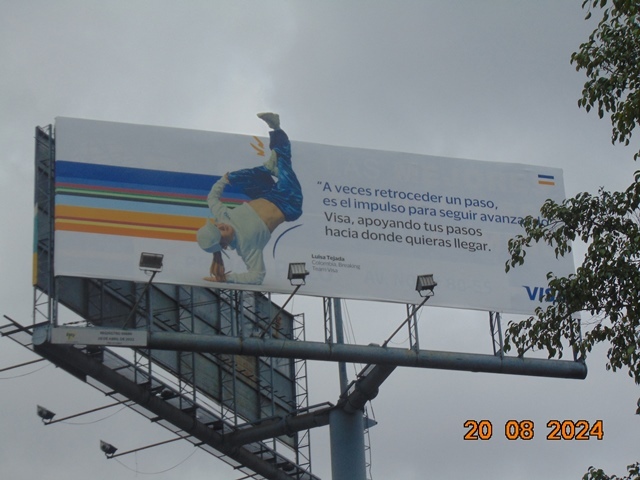 "A veces retroceder un paso,
es el impulso para seguir
Visa, apoyando tus pasos
hacia donde quieras llegar.
Luisa Tejada
Colombia, Breaking
Team Visa
VISA
20 08 2024